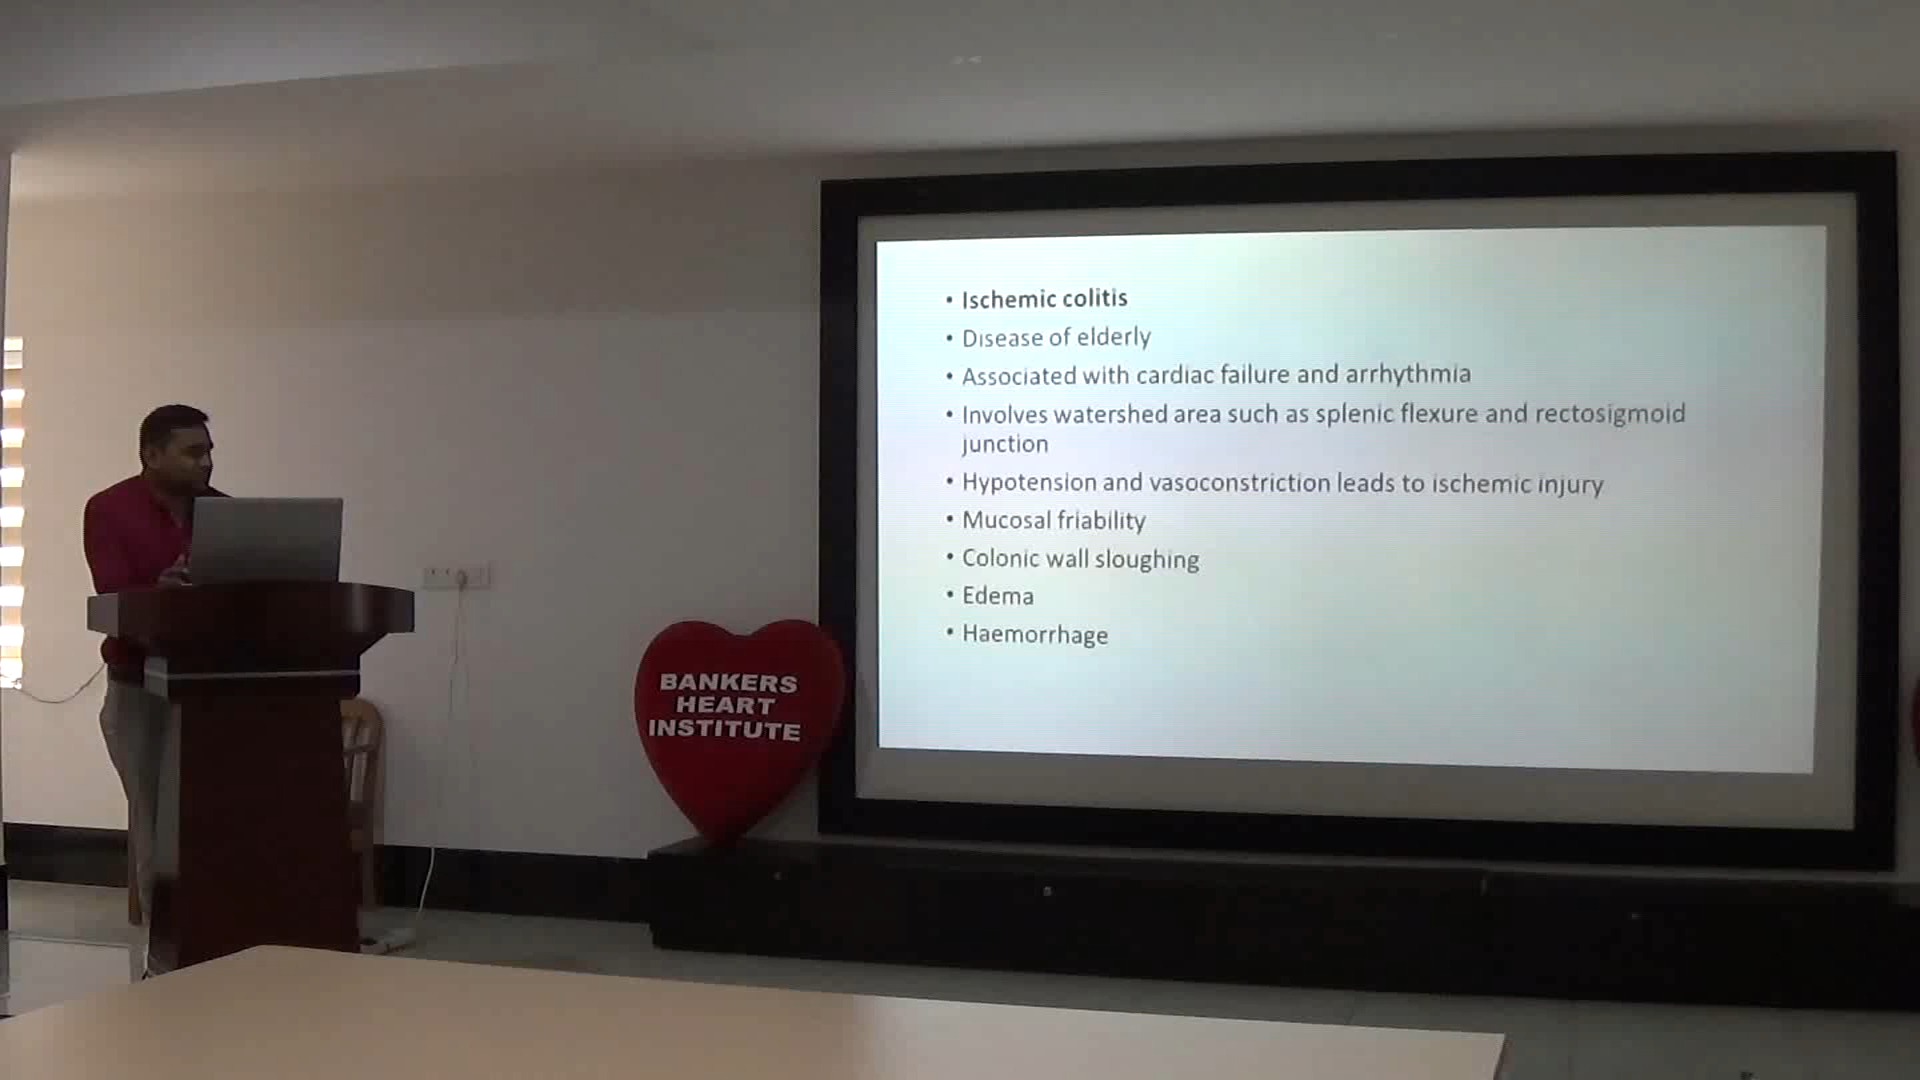 • Ischemic colitis
• Disease of elderly
• Associated with cardiac failure and arrhythmia
• Involves watershed area such as splenic flexure and rectosigmoid
junction
• Hypotension and vasoconstriction leads to ischemic injury
• Mucosal friability
• Colonic wall sloughing
• Edema
• Haemorrhage
BANKERS
HEART
INSTITUTE